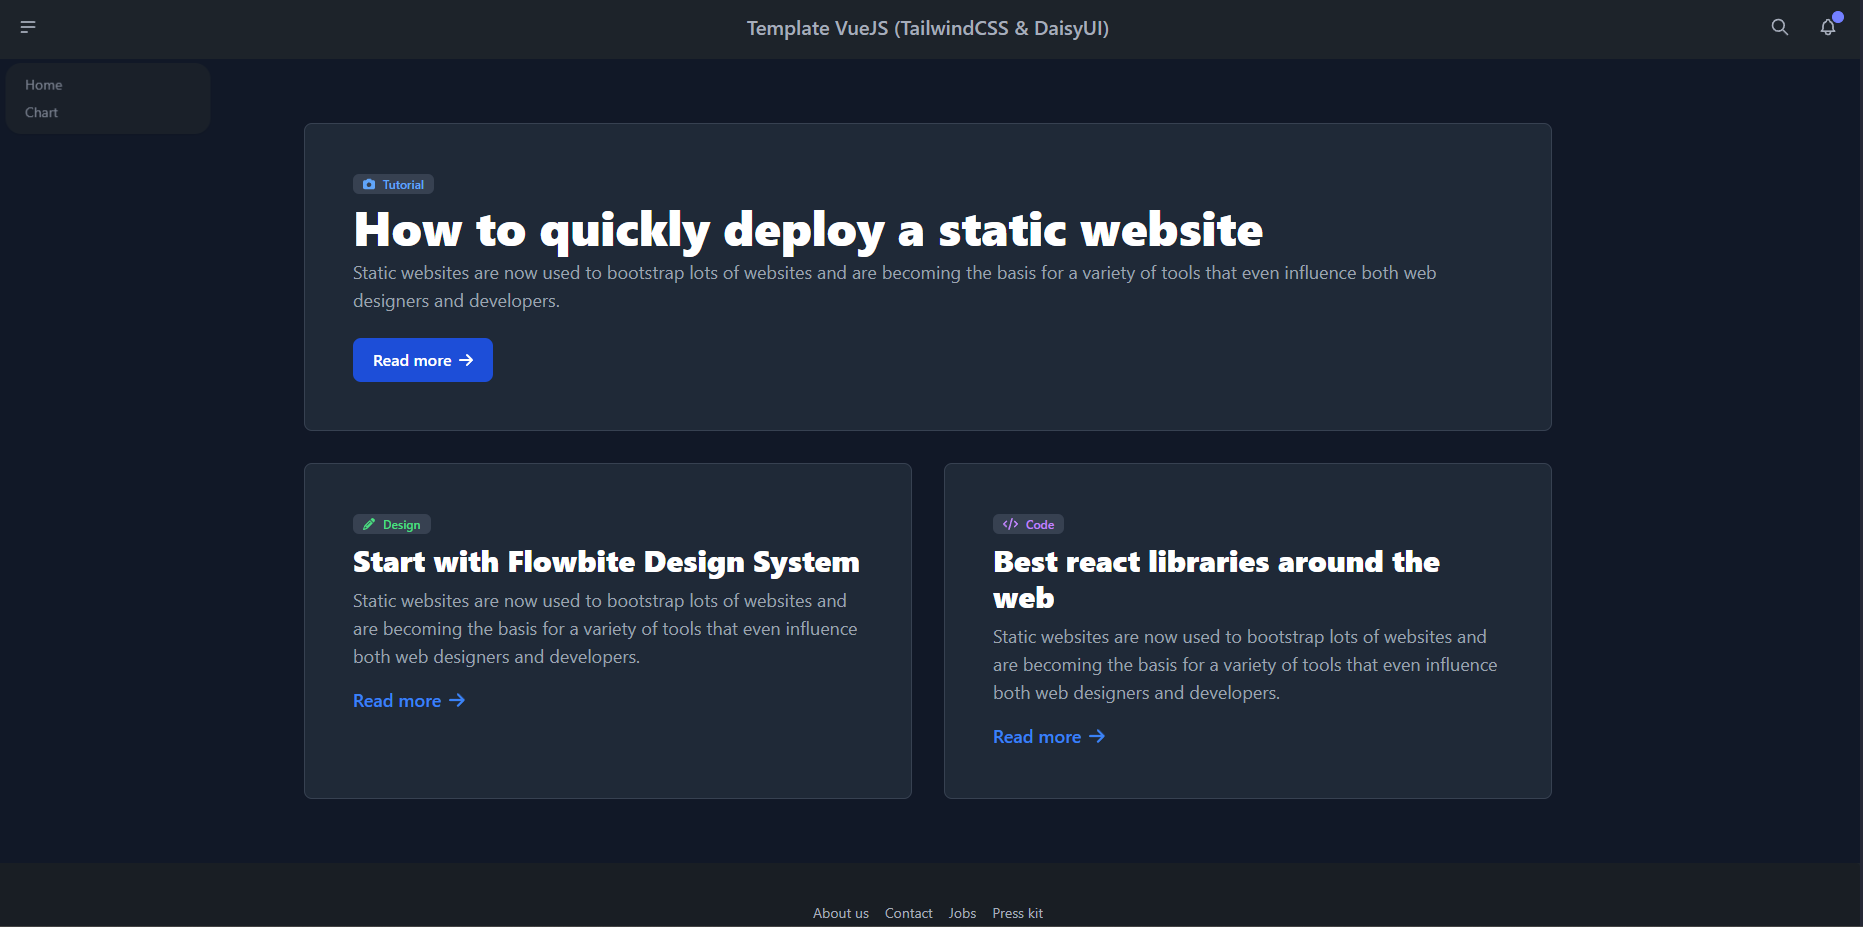 Template VueJS (TailwindCSS & DaisyUI)
Home
Chart
Tutorial
How to quickly deploy a static website
Static websites are now used to bootstrap lots of websites and are becoming the basis for a variety of tools that even influence both web
designers and developers.
Read more
Design
Start with Flowbite Design System
Static websites are now used to bootstrap lots of websites and
are becoming the basis for a variety of tools that even influence
both web designers and developers.
Read more
Code
Best react libraries around the
web
Static websites are now used to bootstrap lots of websites and
are becoming the basis for a variety of tools that even influence
both web designers and developers.
Read more
About us Contact Jobs Press kit